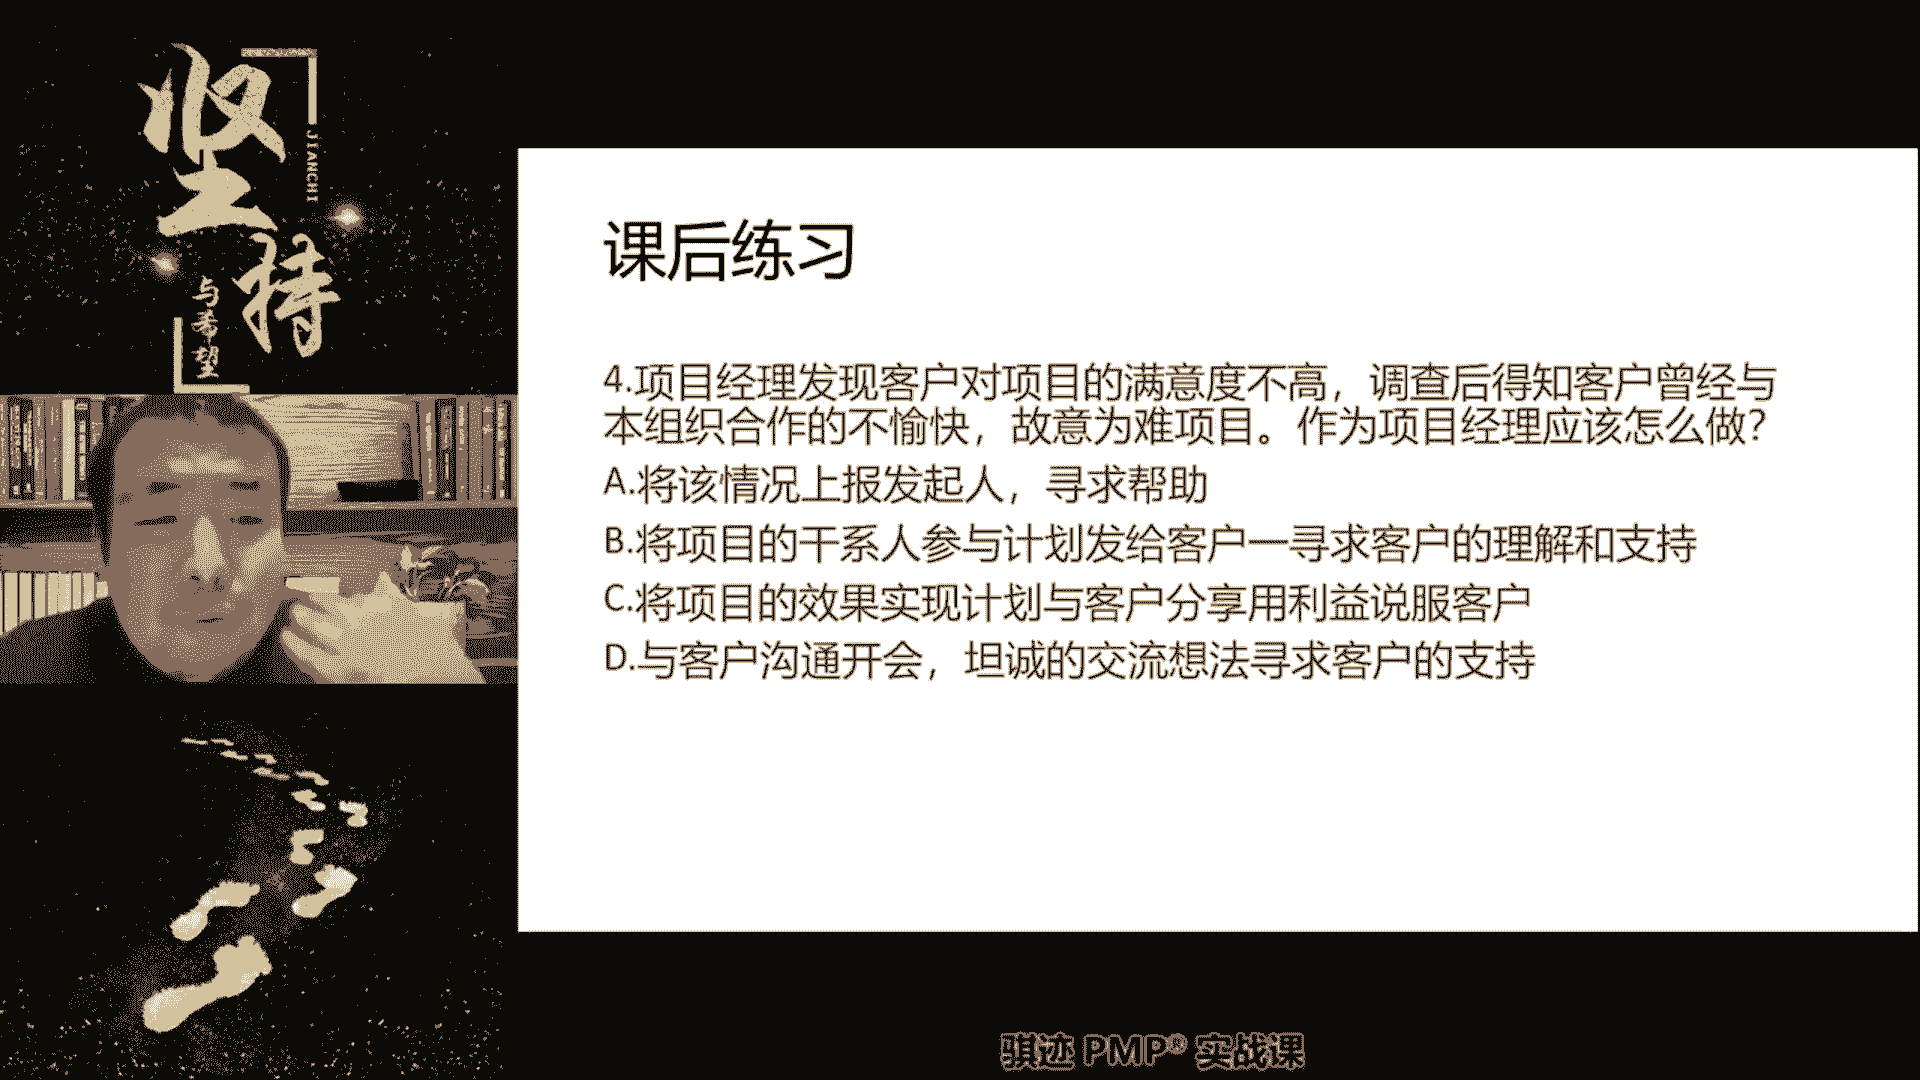 坚持
JIANCHI
与希望
课后练习
4.项目经理发现客户对项目的满意度不高，调查后得知客户曾经与
本组织合作的不愉快，故意为难项目。作为项目经理应该怎么做？
A.将该情况上报发起人，寻求帮助
B.将项目的干系人参与计划发给客户一寻求客户的理解和支持
C.将项目的效果实现计划与客户分享用利益说服客户
D.与客户沟通开会，坦诚的交流想法寻求客户的支持
骐迹 PMP® 实战课